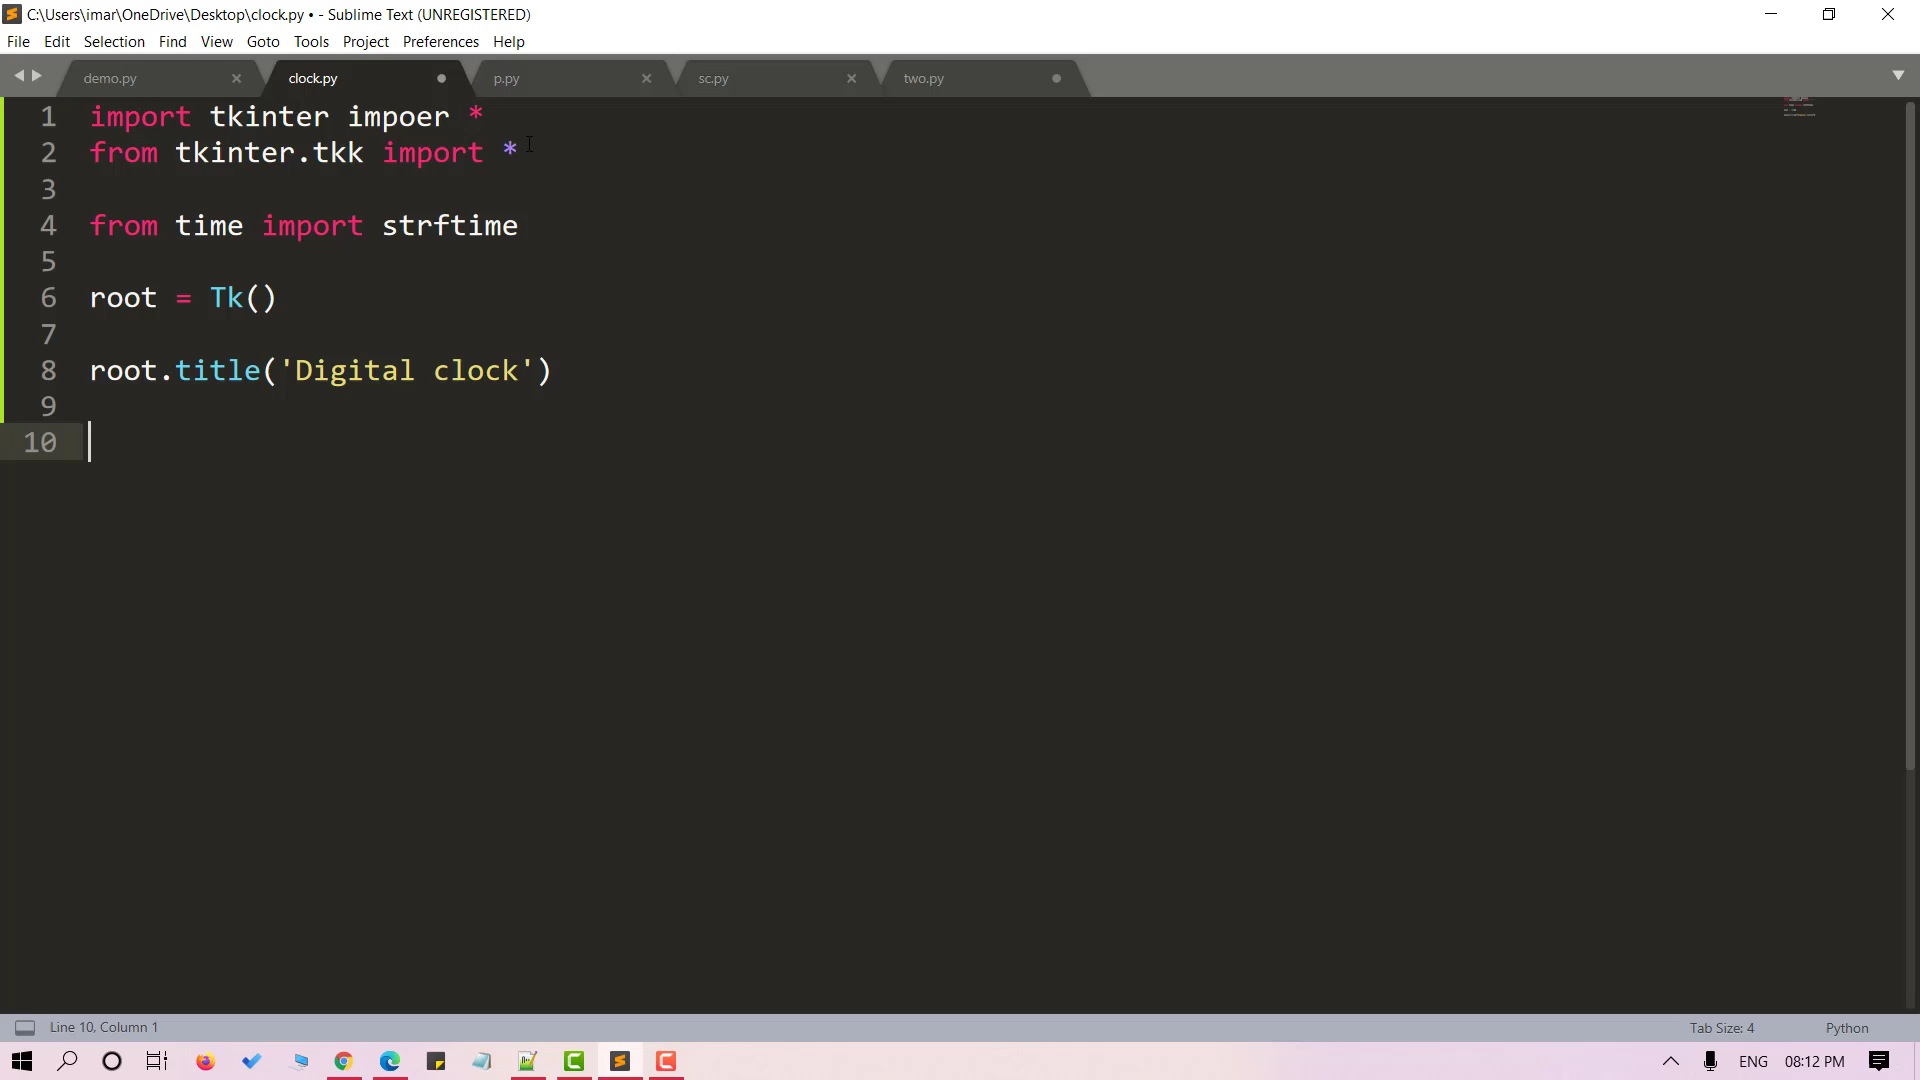 C:\Users\imar\OneDrive\Desktop\clock.py • - Sublime Text (UNREGISTERED)
File Edit Selection Find View Goto Tools Project Preferences Help
demo.py clock.py p.py sc.py two.py
1 import tkinter impoer *
2 from tkinter.tkk import *
3
4 from time import strftime
5
6 root = Tk()
7
8 root.title('Digital clock')
9
10
Line 10, Column 1 Tab Size: 4 Python
ENG 08:12 PM